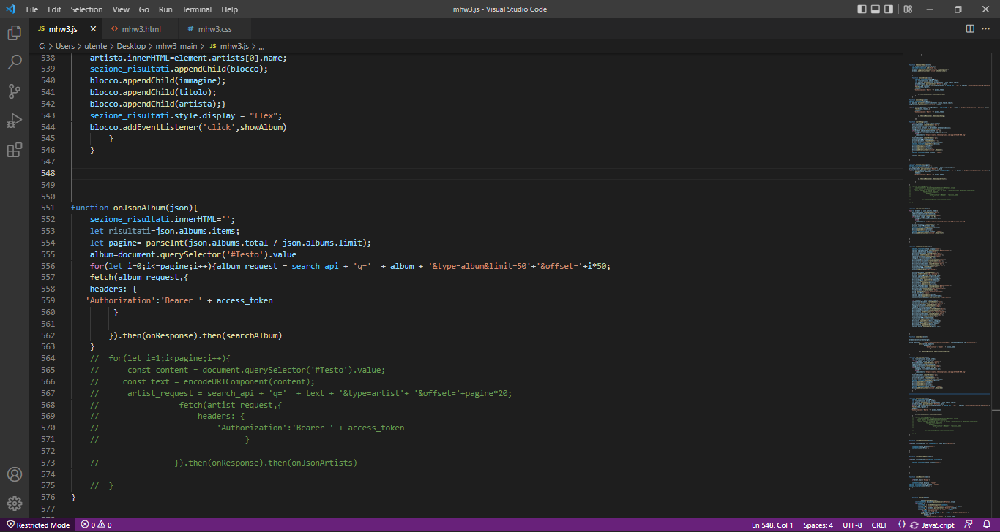 File Edit Selection View Go Run Terminal Help mhw3.js - Visual Studio Code
JS mhw3.js <> mhw3.html # mhw3.css
C: > Users > utente > Desktop > mhw3-main > JS mhw3.js > ...
538 artista.innerHTML=element.artists[0].name;
539 sezione_risultati.appendChild(blocco);
540 blocco.appendChild(immagine);
541 blocco.appendChild(titolo);
542 blocco.appendChild(artista);}
543 sezione_risultati.style.display = "flex";
544 blocco.addEventListener('click',showAlbum)
545 }
546 }
547
548
549
550
551 function onJsonAlbum(json){
552 sezione_risultati.innerHTML='';
553 let risultati=json.albums.items;
554 let pagine= parseInt(json.albums.total / json.albums.limit);
555 album=document.querySelector('#Testo').value
556 for(let i=0;i<=pagine;i++){album_request = search_api + 'q='  + album + '&type=album&limit=50'+'&offset='+i*50;
557 fetch(album_request,{
558 headers: {
559 'Authorization':'Bearer ' + access_token
560 }
561
562 }).then(onResponse).then(searchAlbum)
563 }
564 //  for(let i=1;i<pagine;i++){
565 //      const content = document.querySelector('#Testo').value;
566 //     const text = encodeURIComponent(content);
567 //      artist_request = search_api + 'q='  + text + '&type=artist'+ '&offset='+pagine*20;
568 //                 fetch(artist_request,{
569 //                     headers: {
570 //                         'Authorization':'Bearer ' + access_token
571 //                               }
572
573 //                }).then(onResponse).then(onJsonArtists)
574
575 //  }
576 }
577
Restricted Mode 0 0 Ln 548, Col 1 Spaces: 4 UTF-8 CRLF {} JavaScript